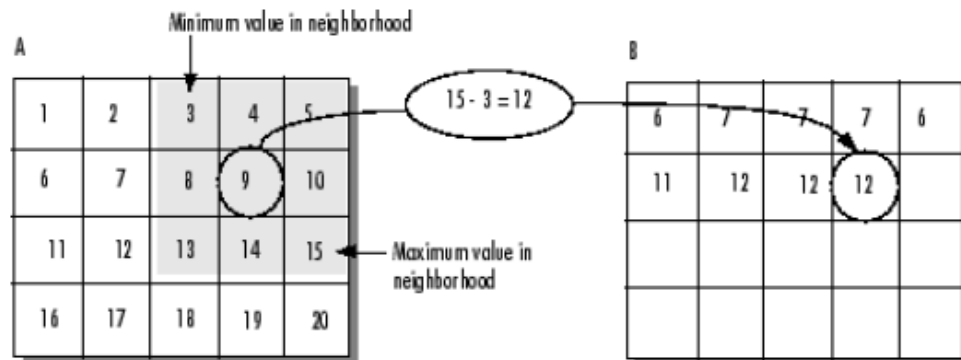 Minimum value in neighborhood
A
B
15 - 3 = 12
1 2 3 4 5
6 7 7 7 6
6 7 8 9 10
11 12 12 12
11 12 13 14 15
Maximum value in
neighborhood
16 17 18 19 20